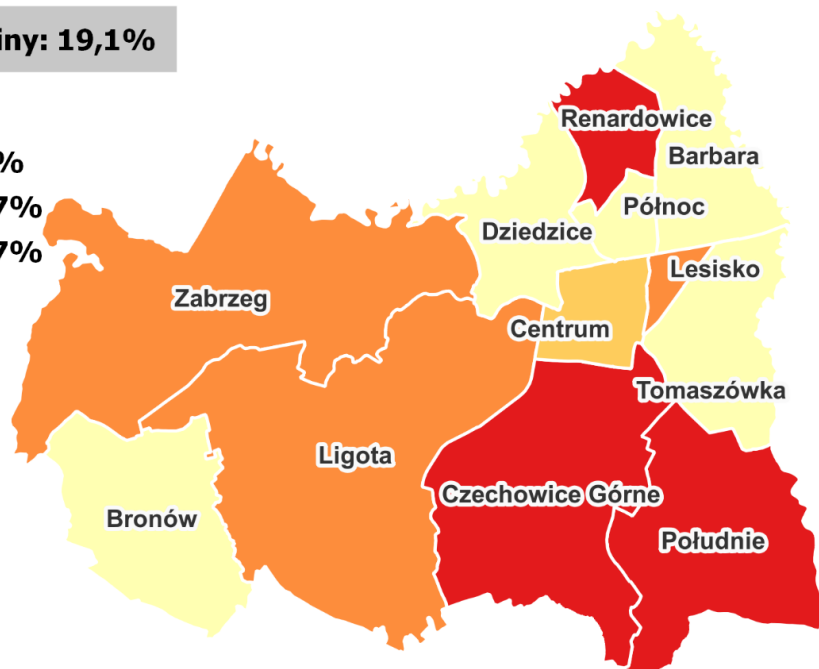 iny: 19,1%
%
7%
7%
Renardowice
Barbara
Północ
Dziedzice
Lesisko
Zabrzeg
Centrum
Tomaszówka
Ligota
Czechowice Górne
Bronów
Południe